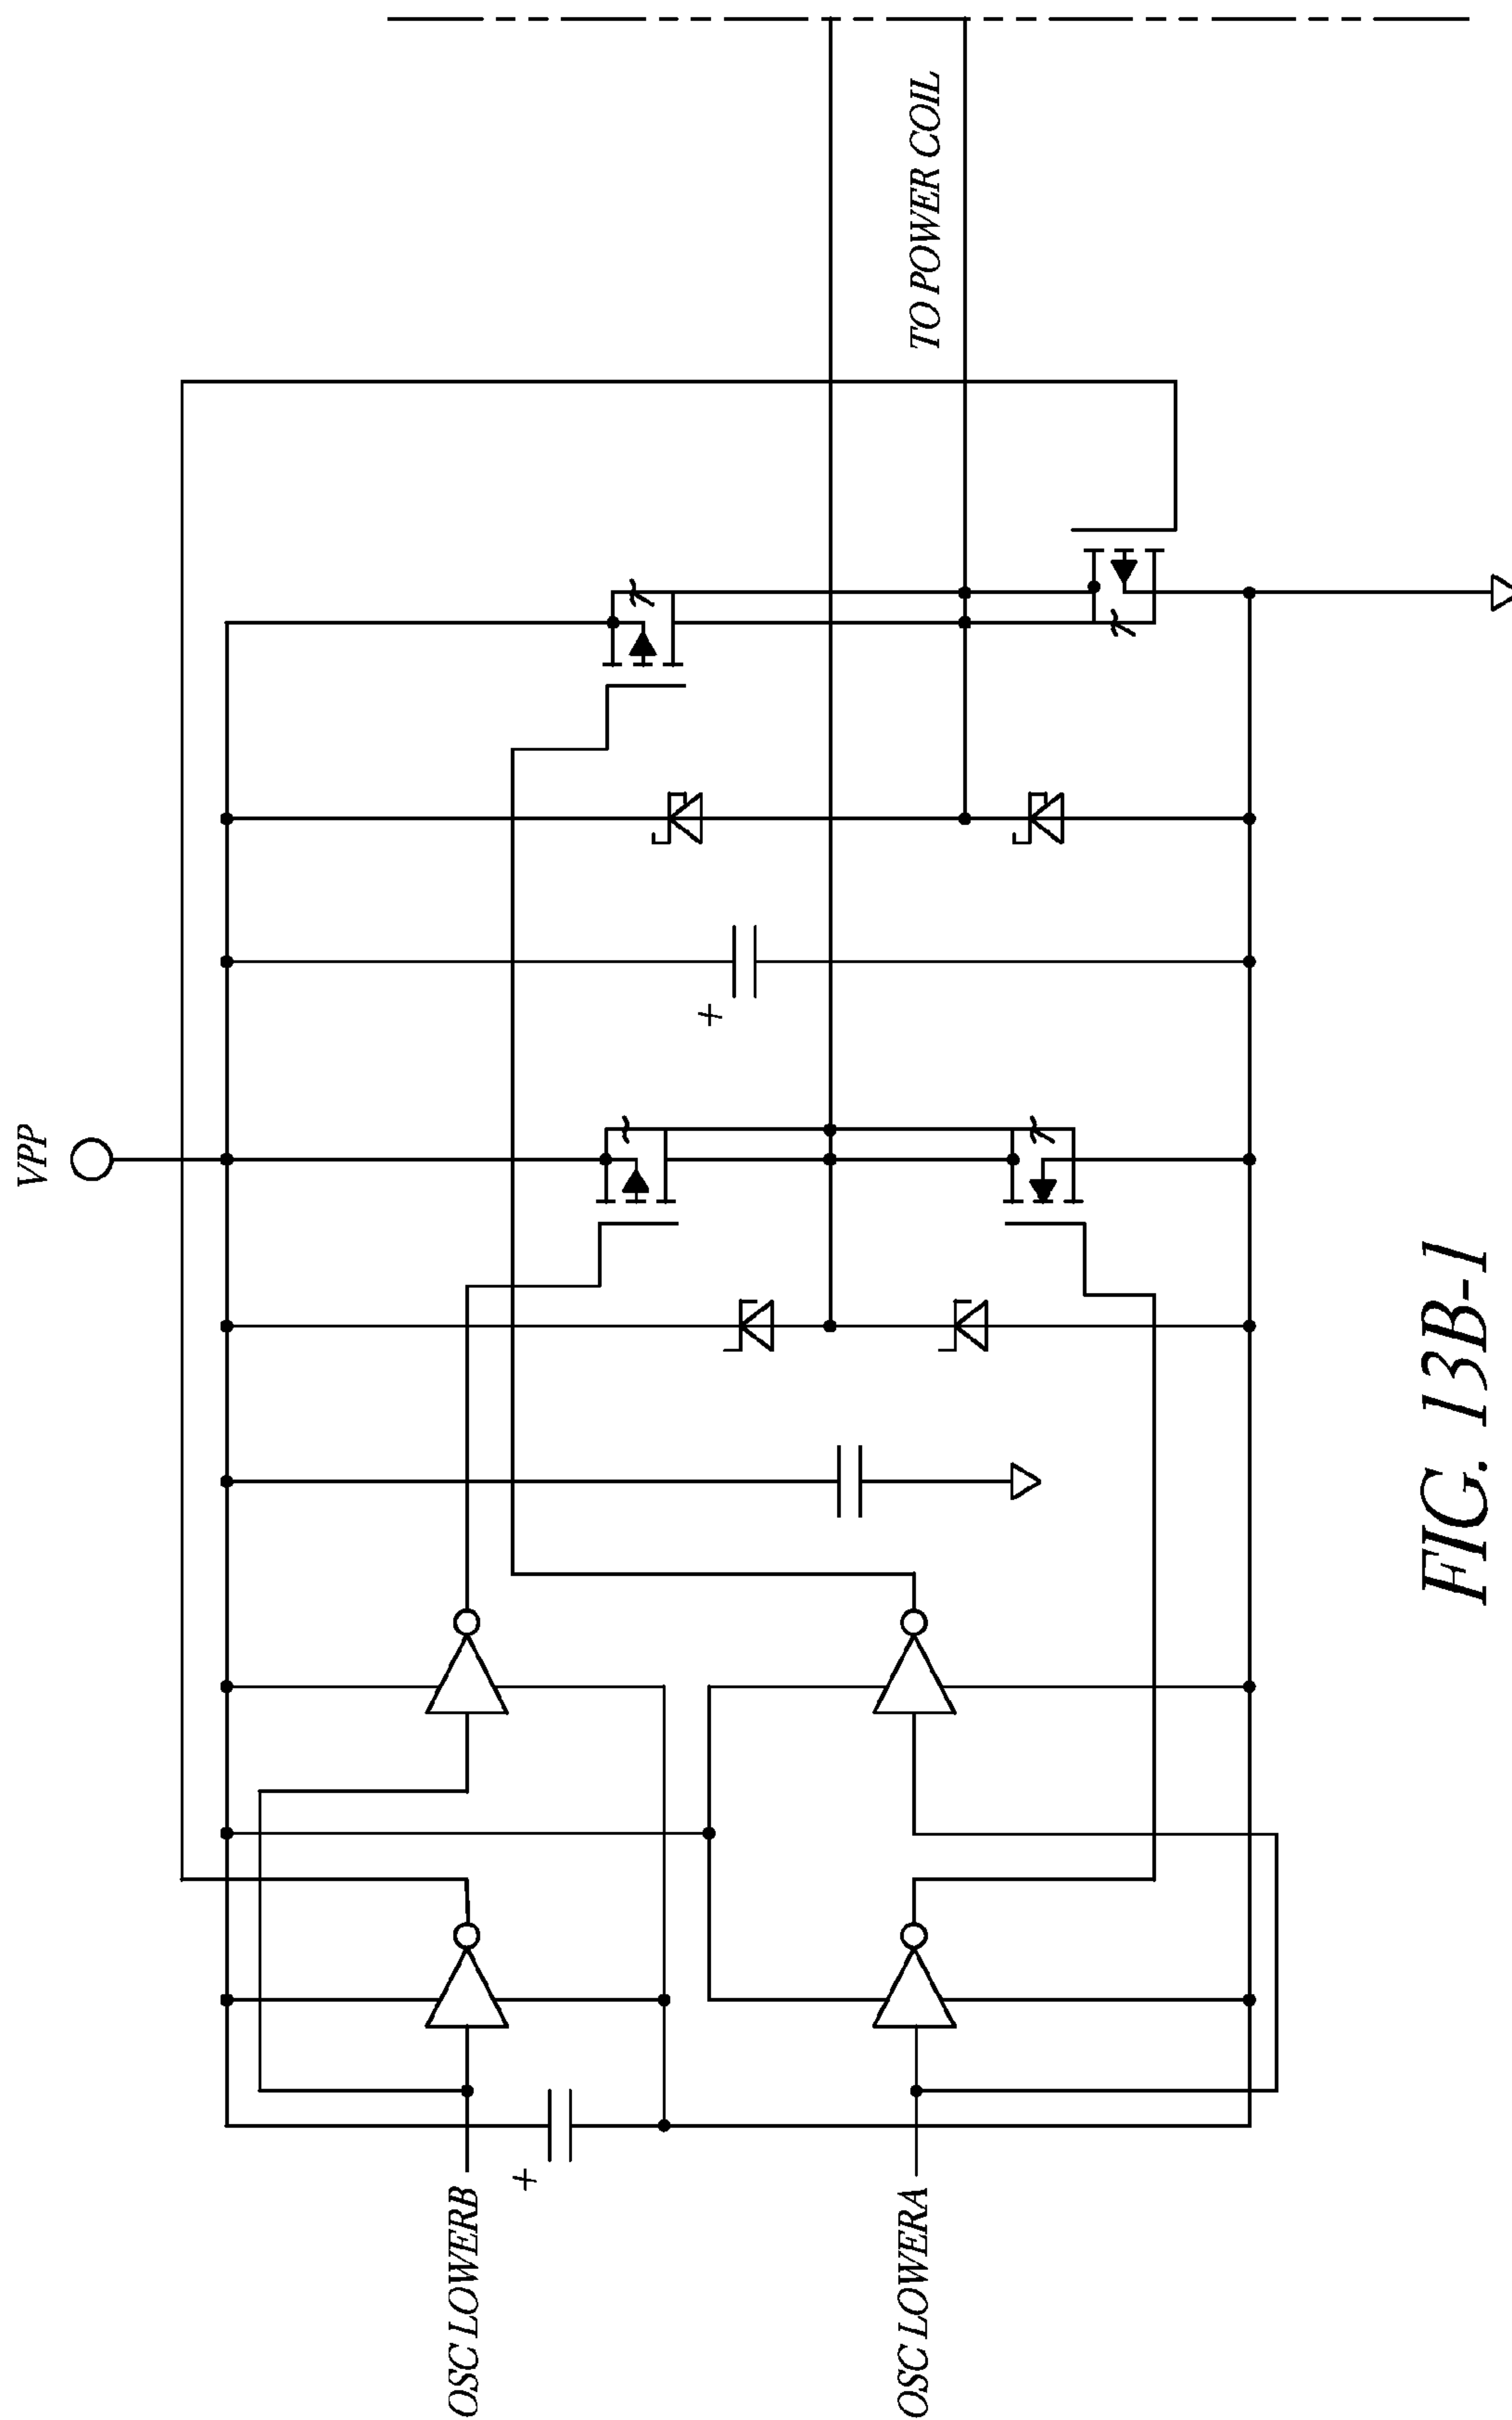 VPP
TO POWER COIL
+
+
OSC LOWERB
OSC LOWERA
FIG. 13B-1